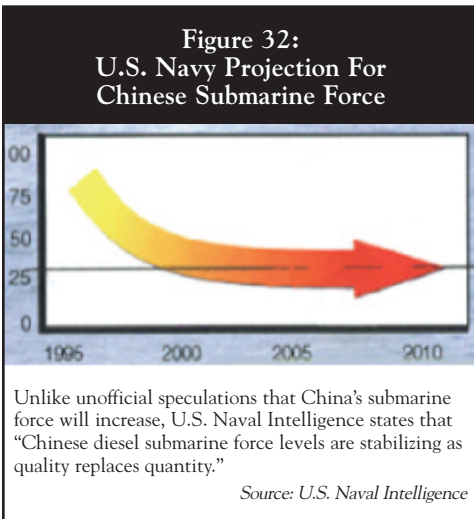 Figure 32:
U.S. Navy Projection For
Chinese Submarine Force
00
75
50
25
0
1995 2000 2005 2010
Unlike unofficial speculations that China's submarine
force will increase, U.S. Naval Intelligence states that
“Chinese diesel submarine force levels are stabilizing as
quality replaces quantity.”
Source: U.S. Naval Intelligence